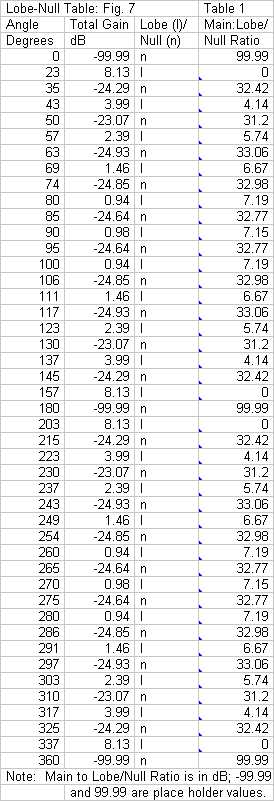 Lobe-Null Table: Fig. 7 Table 1
Angle Total Gain Lobe (l)/ Main:Lobe/
Degrees dB Null (n) Null Ratio
0 -99.99 n 99.99
23 8.13 l 0
35 -24.29 n 32.42
43 3.99 l 4.14
50 -23.07 n 31.2
57 2.39 l 5.74
63 -24.93 n 33.06
69 1.46 l 6.67
74 -24.85 n 32.98
80 0.94 l 7.19
85 -24.64 n 32.77
90 0.98 l 7.15
95 -24.64 n 32.77
100 0.94 l 7.19
106 -24.85 n 32.98
111 1.46 l 6.67
117 -24.93 n 33.06
123 2.39 l 5.74
130 -23.07 n 31.2
137 3.99 l 4.14
145 -24.29 n 32.42
157 8.13 l 0
180 -99.99 n 99.99
203 8.13 l 0
215 -24.29 n 32.42
223 3.99 l 4.14
230 -23.07 n 31.2
237 2.39 l 5.74
243 -24.93 n 33.06
249 1.46 l 6.67
254 -24.85 n 32.98
260 0.94 l 7.19
265 -24.64 n 32.77
270 0.98 l 7.15
275 -24.64 n 32.77
280 0.94 l 7.19
286 -24.85 n 32.98
291 1.46 l 6.67
297 -24.93 n 33.06
303 2.39 l 5.74
310 -23.07 n 31.2
317 3.99 l 4.14
325 -24.29 n 32.42
337 8.13 l 0
360 -99.99 n 99.99
Note: Main to Lobe/Null Ratio is in dB; -99.99
and 99.99 are place holder values.